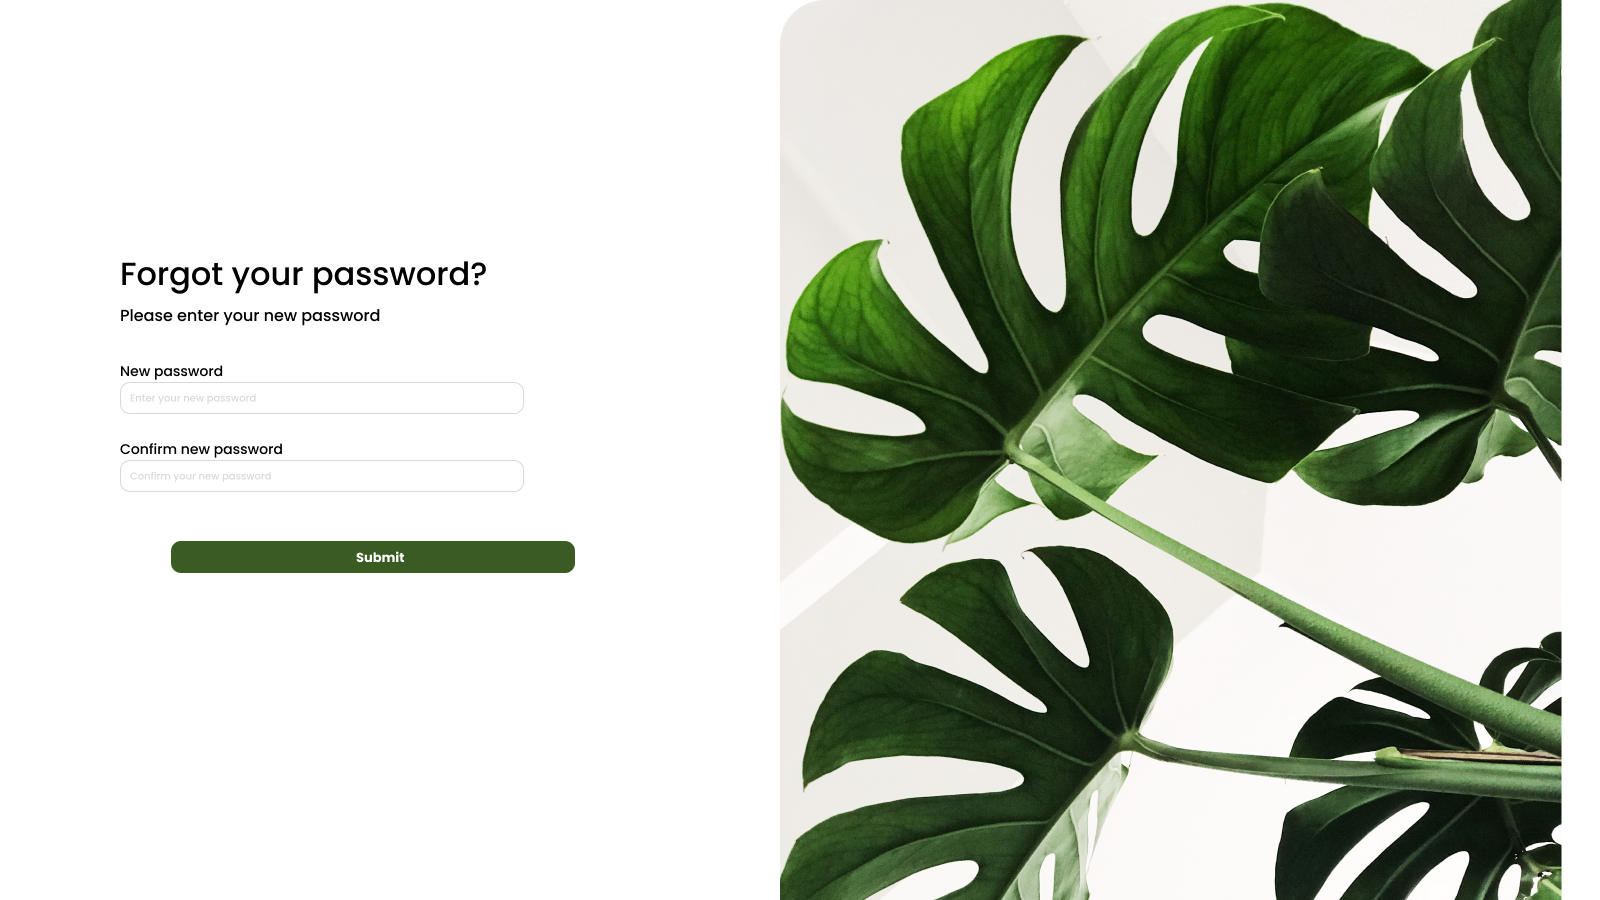 Forgot your password?
Please enter your new password
New password
Enter your new password
Confirm new password
Confirm your new password
Submit